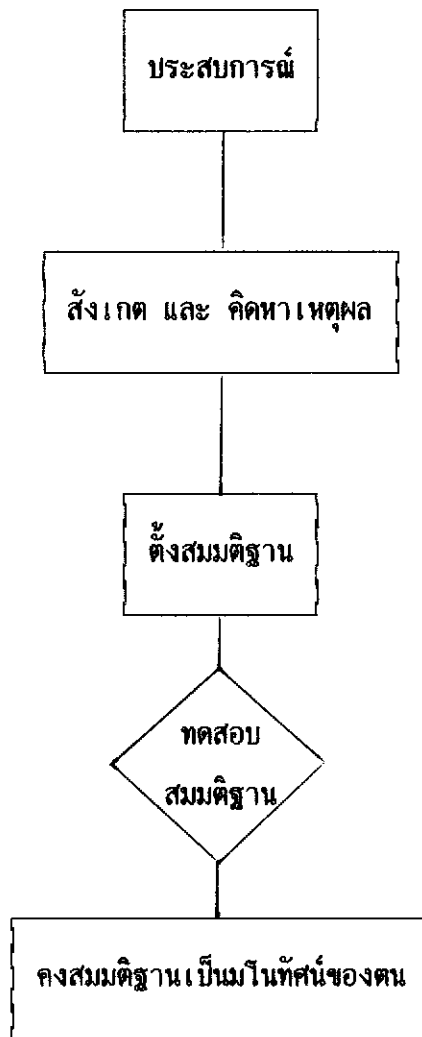 ประสบการณ์
สังเกต และ คิดหาเหตุผล
ตั้งสมมติฐาน
ทดสอบ
สมมติฐาน
คงสมมติฐานเป็นมโนทัศน์ของตน